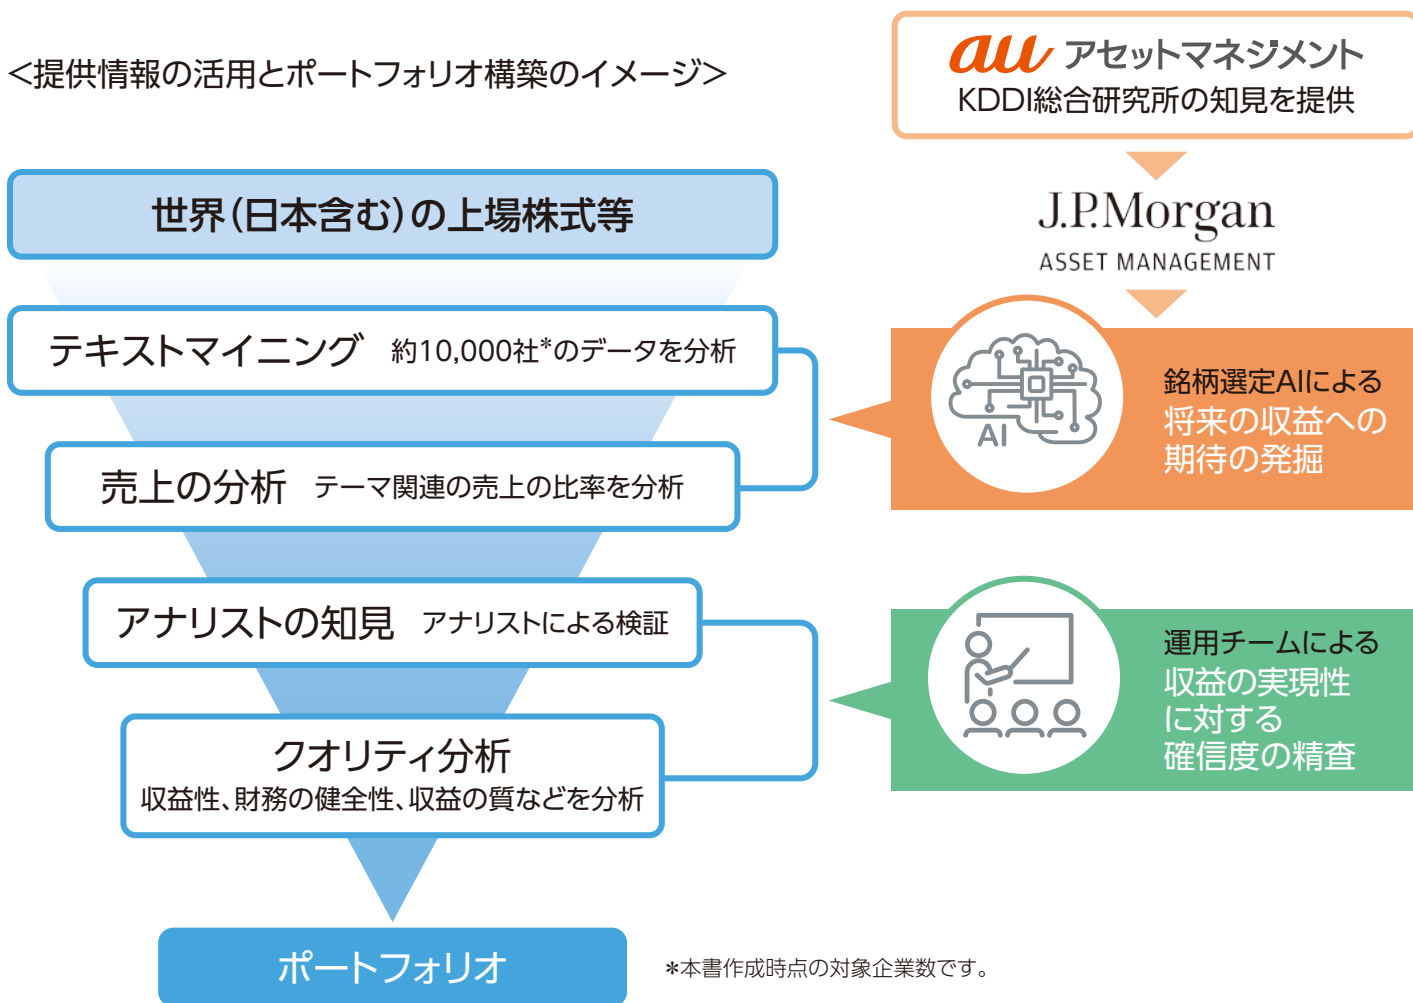 <提供情報の活用とポートフォリオ構築のイメージ>
au アセットマネジメント
KDDI総合研究所の知見を提供
J.P.Morgan
ASSET MANAGEMENT
世界(日本含む)の上場株式等
テキストマイニング 約10,000社*のデータを分析
売上の分析 テーマ関連の売上の比率を分析
AI
銘柄選定AIによる
将来の収益への
期待の発掘
アナリストの知見 アナリストによる検証
クオリティ分析
収益性、財務の健全性、収益の質などを分析
運用チームによる
収益の実現性
に対する
確信度の精査
ポートフォリオ
*本書作成時点の対象企業数です。